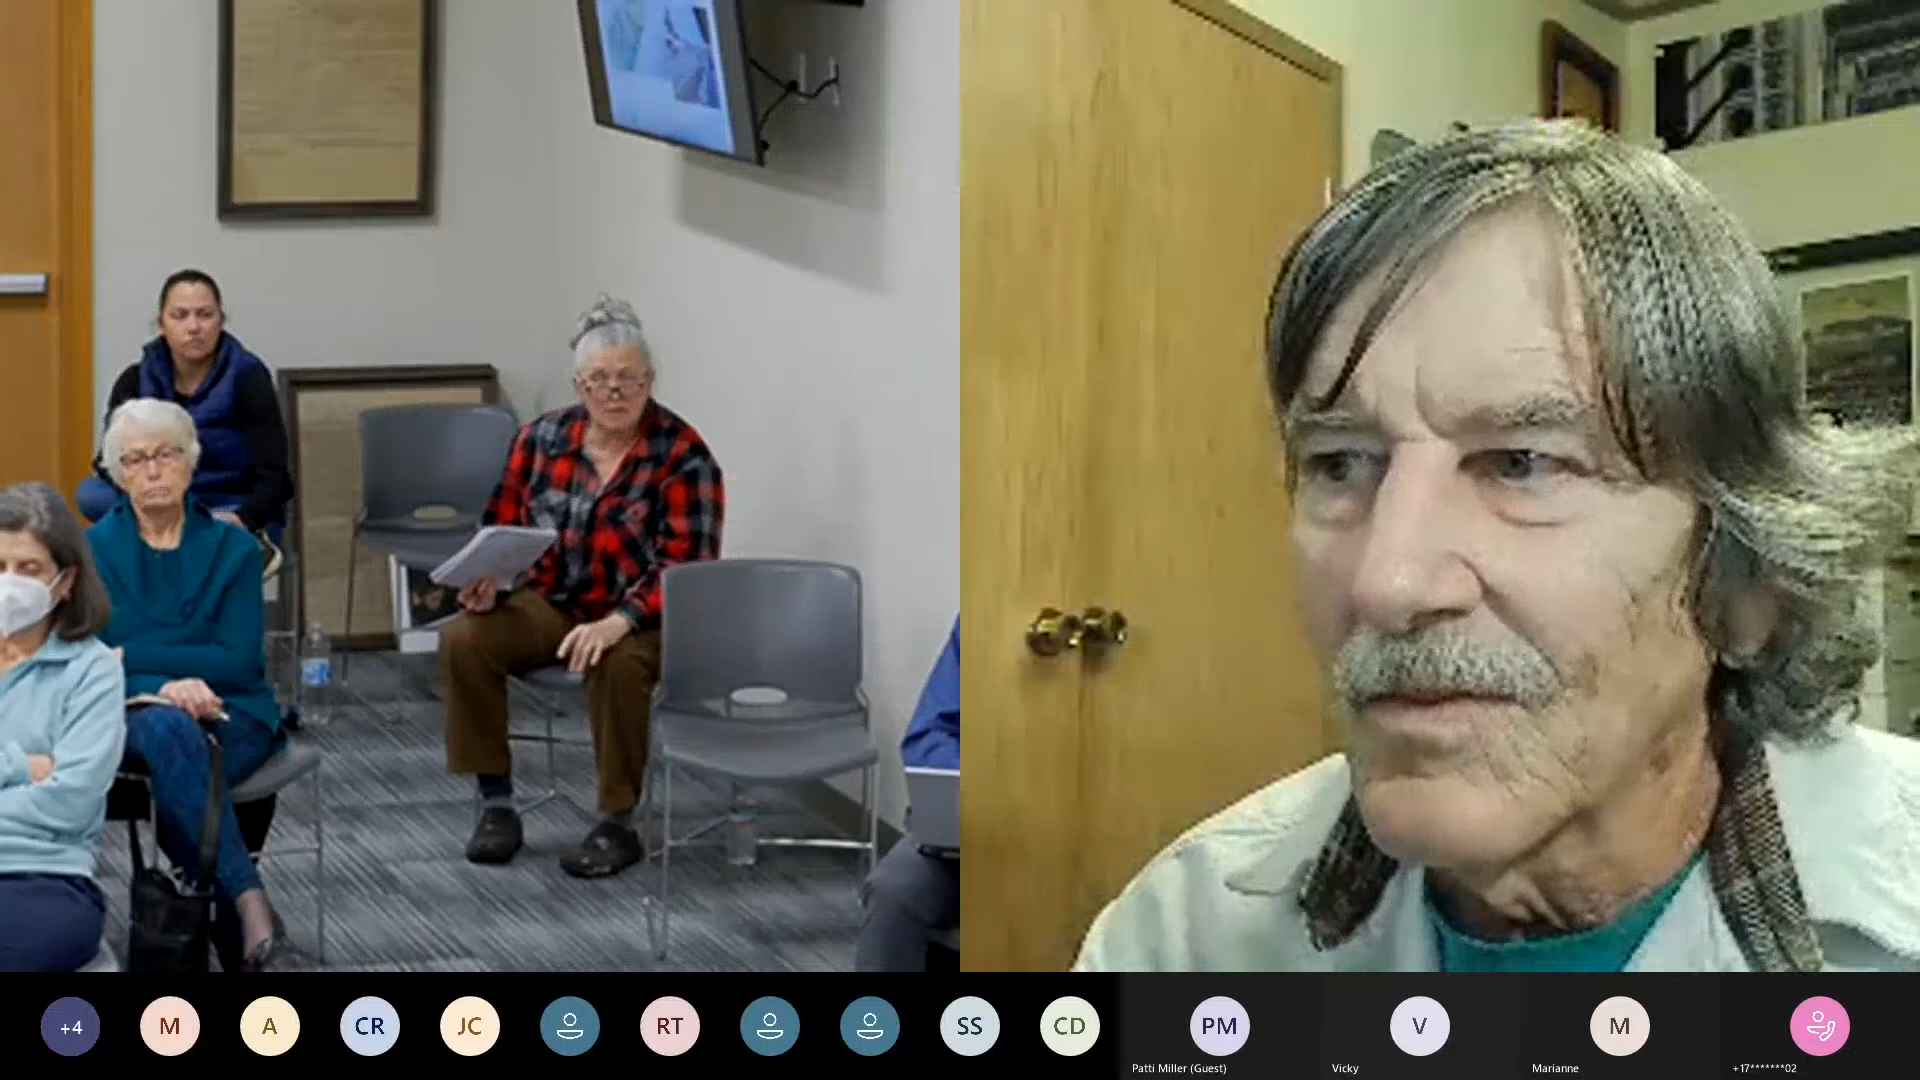 +4
M
A
CR
JC
RT
SS
CD
PM
V
M
Patti Miller (Guest)
Vicky
Marianne
+17*******02